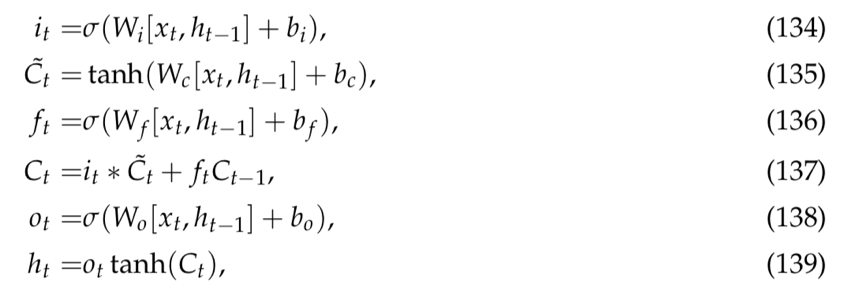 i_t =σ(W_i[x_t, h_{t−1}] + b_i), (134)
C̃_t = tanh(W_c[x_t, h_{t−1}] + b_c), (135)
f_t =σ(W_f[x_t, h_{t−1}] + b_f), (136)
C_t =i_t ∗ C̃_t + f_tC_{t−1}, (137)
o_t =σ(W_o[x_t, h_{t−1}] + b_o), (138)
h_t =o_t tanh(C_t), (139)